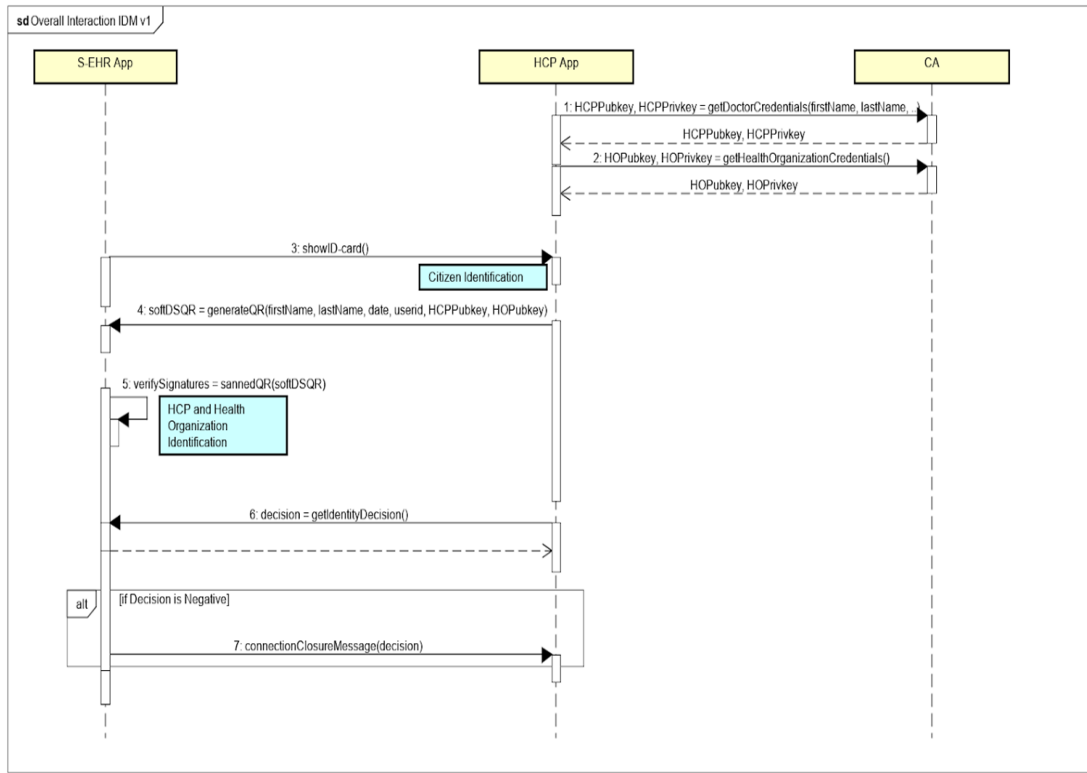 sd Overall Interaction IDM v1
S-EHR App
HCP App
CA
1: HCPPubkey, HCPPrivkey = getDoctorCredentials(firstName, lastName, ..)
HCPPubkey, HCPPrivkey
2: HOPubkey, HOPrivkey = getHealthOrganizationCredentials()
HOPubkey, HOPrivkey
3: showID-card()
Citizen Identification
4: softDSQR = generateQR(firstName, lastName, date, userid, HCPPubkey, HOPubkey)
5: verifySignatures = sannedQR(softDSQR)
HCP and Health
Organization
Identification
6: decision = getIdentityDecision()
alt
[if Decision is Negative]
7: connectionClosureMessage(decision)